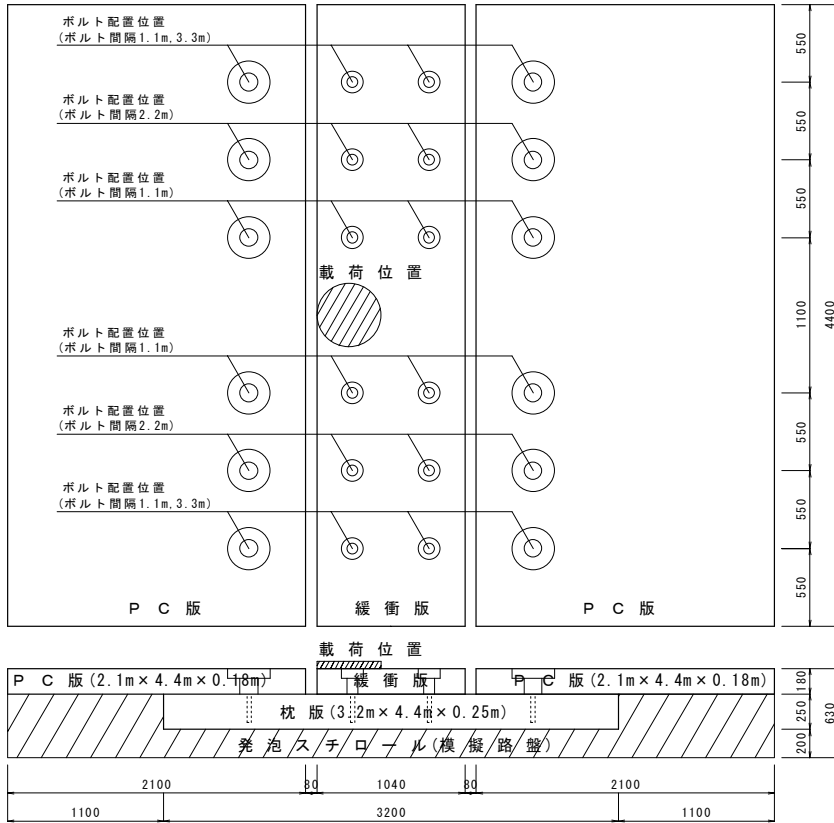 ボルト配置位置
(ボルト間隔1.1m,3.3m)
ボルト配置位置
(ボルト間隔2.2m)
ボルト配置位置
(ボルト間隔1.1m)
載荷位置
ボルト配置位置
(ボルト間隔1.1m)
ボルト配置位置
(ボルト間隔2.2m)
ボルト配置位置
(ボルト間隔1.1m,3.3m)
PC版
緩衝版
PC版
550
550
550
1100
550
550
550
4400
載荷位置
PC版(2.1m×4.4m×0.18m)
緩衝版
PC版(2.1m×4.4m×0.18m)
枕版(3.2m×4.4m×0.25m)
発泡スチロール(模擬路盤)
180
250
200
630
2100
80
1040
80
2100
1100
3200
1100